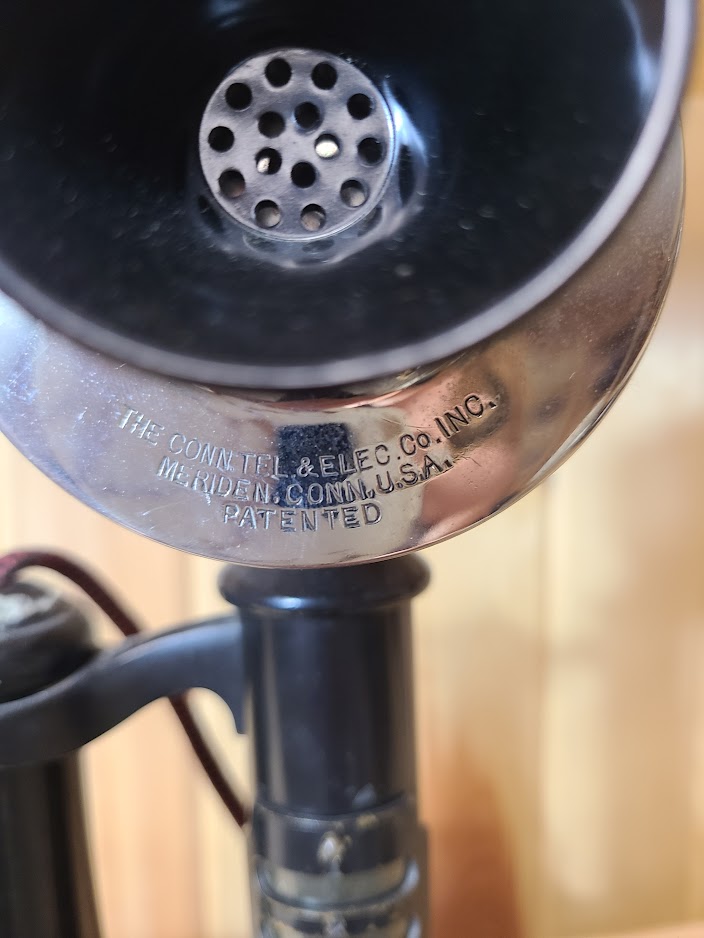 THE CONN.TEL.&ELEC.Co.INC.
MERIDEN.CONN.U.S.A.
PATENTED